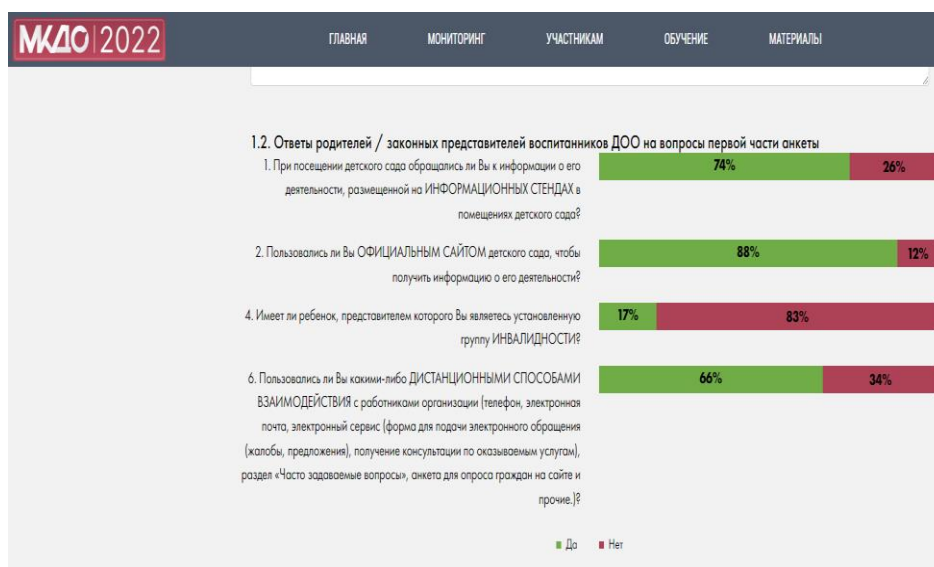 МКДО 2022
ГЛАВНАЯ МОНИТОРИНГ УЧАСТНИКАМ ОБУЧЕНИЕ МАТЕРИАЛЫ
1.2. Ответы родителей / законных представителей воспитанников ДОО на вопросы первой части анкеты
1. При посещении детского сада обращались ли Вы к информации о его
деятельности, размещенной на ИНФОРМАЦИОННЫХ СТЕНДАХ в
помещениях детского сада?
74% 26%
2. Пользовались ли Вы ОФИЦИАЛЬНЫМ САЙТОМ детского сада, чтобы
получить информацию о его деятельности?
88% 12%
4. Имеет ли ребенок, представителем которого Вы являетесь установленную
группу ИНВАЛИДНОСТИ?
17% 83%
6. Пользовались ли Вы какими-либо ДИСТАНЦИОННЫМИ СПОСОБАМИ
ВЗАИМОДЕЙСТВИЯ с работниками организации (телефон, электронная
почта, электронный сервис (форма для подачи электронного обращения
(жалобы, предложения), получение консультации по оказываемым услугам),
раздел «Часто задаваемые вопросы», анкета для опроса граждан на сайте и
прочие.)?
66% 34%
Да Нет